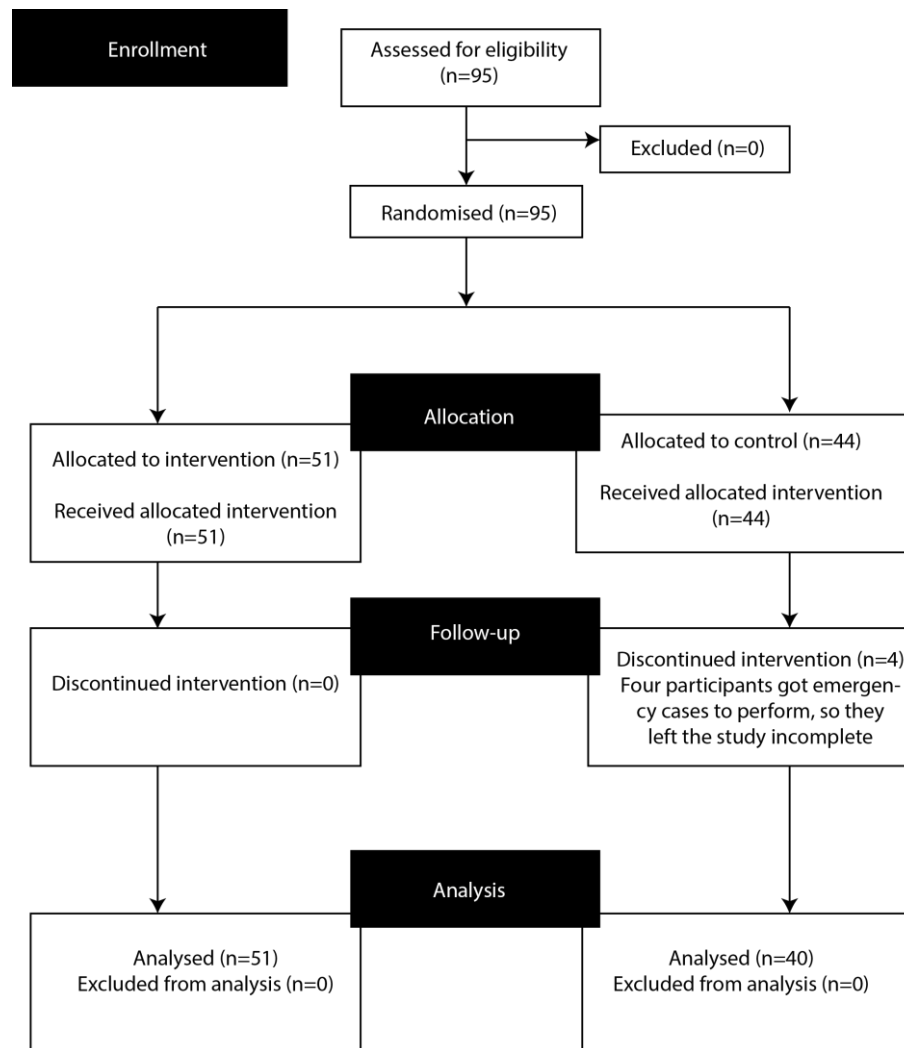 Enrollment
Assessed for eligibility
(n=95)
Excluded (n=0)
Randomised (n=95)
Allocation
Allocated to intervention (n=51)
Received allocated intervention
(n=51)
Allocated to control (n=44)
Received allocated intervention
(n=44)
Follow-up
Discontinued intervention (n=0)
Discontinued intervention (n=4)
Four participants got emergen-
cy cases to perform, so they
left the study incomplete
Analysis
Analysed (n=51)
Excluded from analysis (n=0)
Analysed (n=40)
Excluded from analysis (n=0)